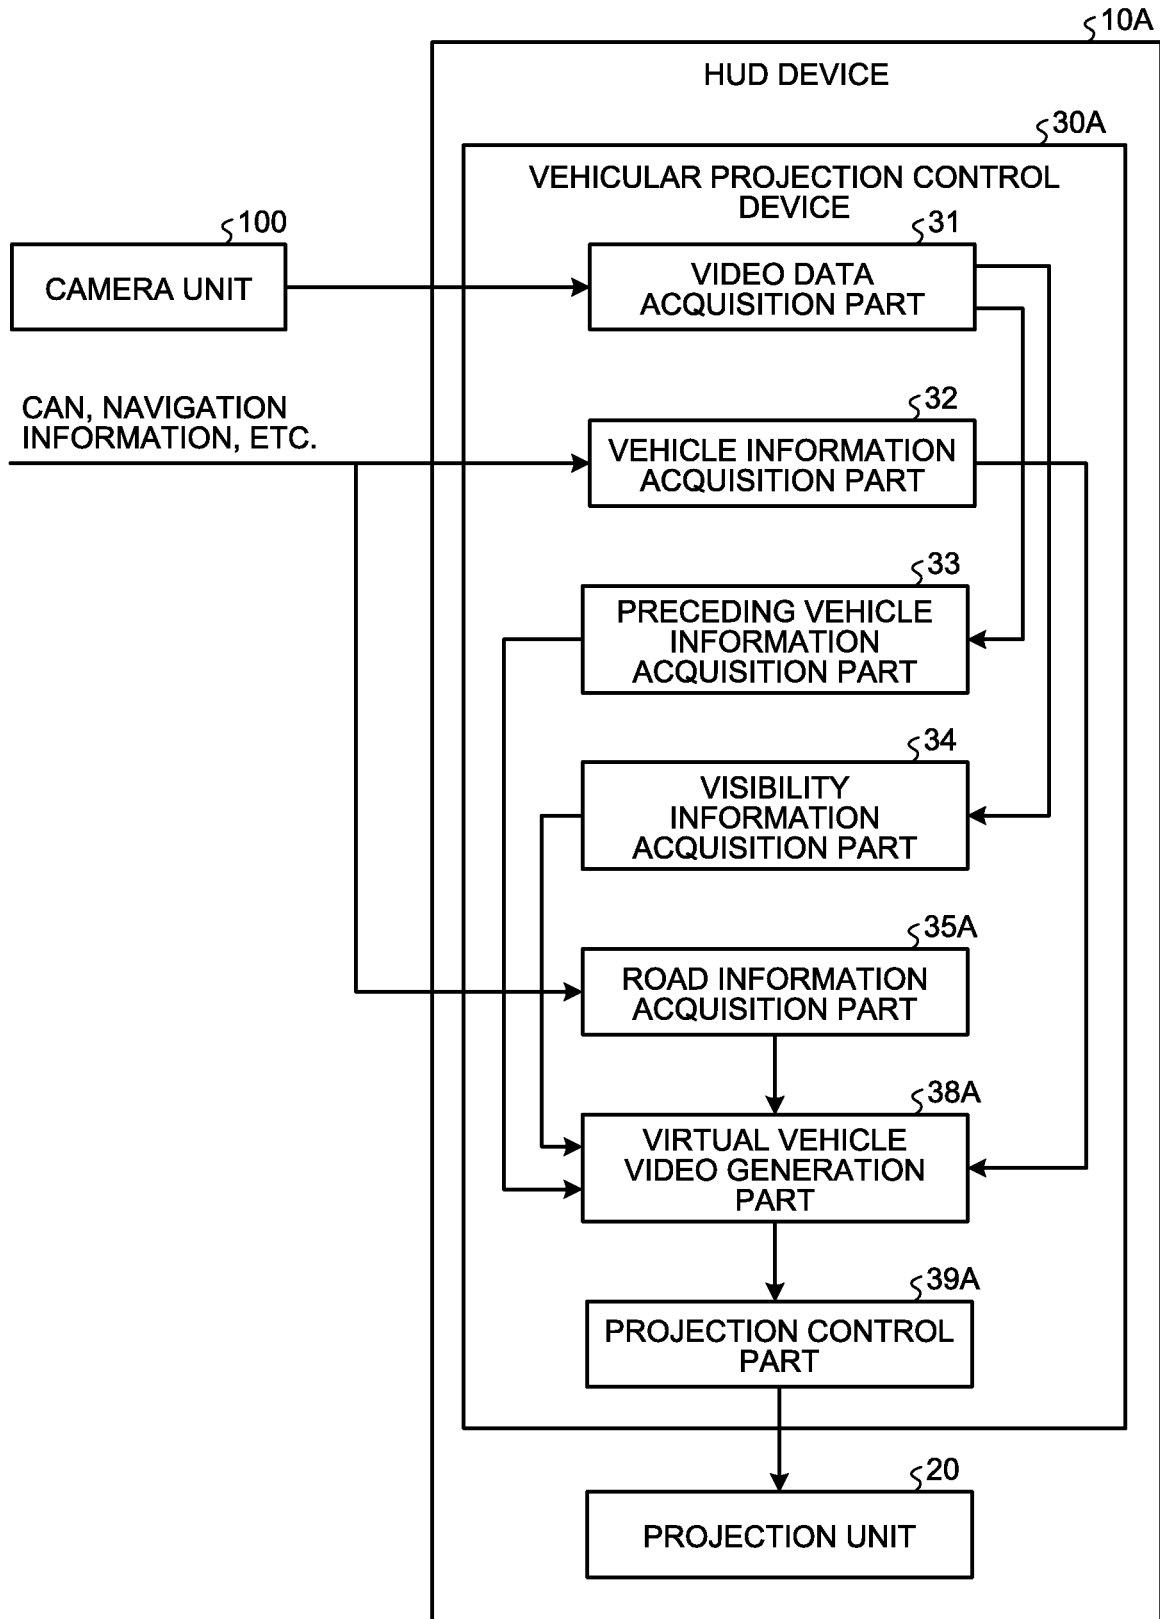 10A
HUD DEVICE
30A
VEHICULAR PROJECTION CONTROL
DEVICE
100
CAMERA UNIT
31
VIDEO DATA
ACQUISITION PART
CAN, NAVIGATION
INFORMATION, ETC.
32
VEHICLE INFORMATION
ACQUISITION PART
33
PRECEDING VEHICLE
INFORMATION
ACQUISITION PART
34
VISIBILITY
INFORMATION
ACQUISITION PART
35A
ROAD INFORMATION
ACQUISITION PART
38A
VIRTUAL VEHICLE
VIDEO GENERATION
PART
39A
PROJECTION CONTROL
PART
20
PROJECTION UNIT